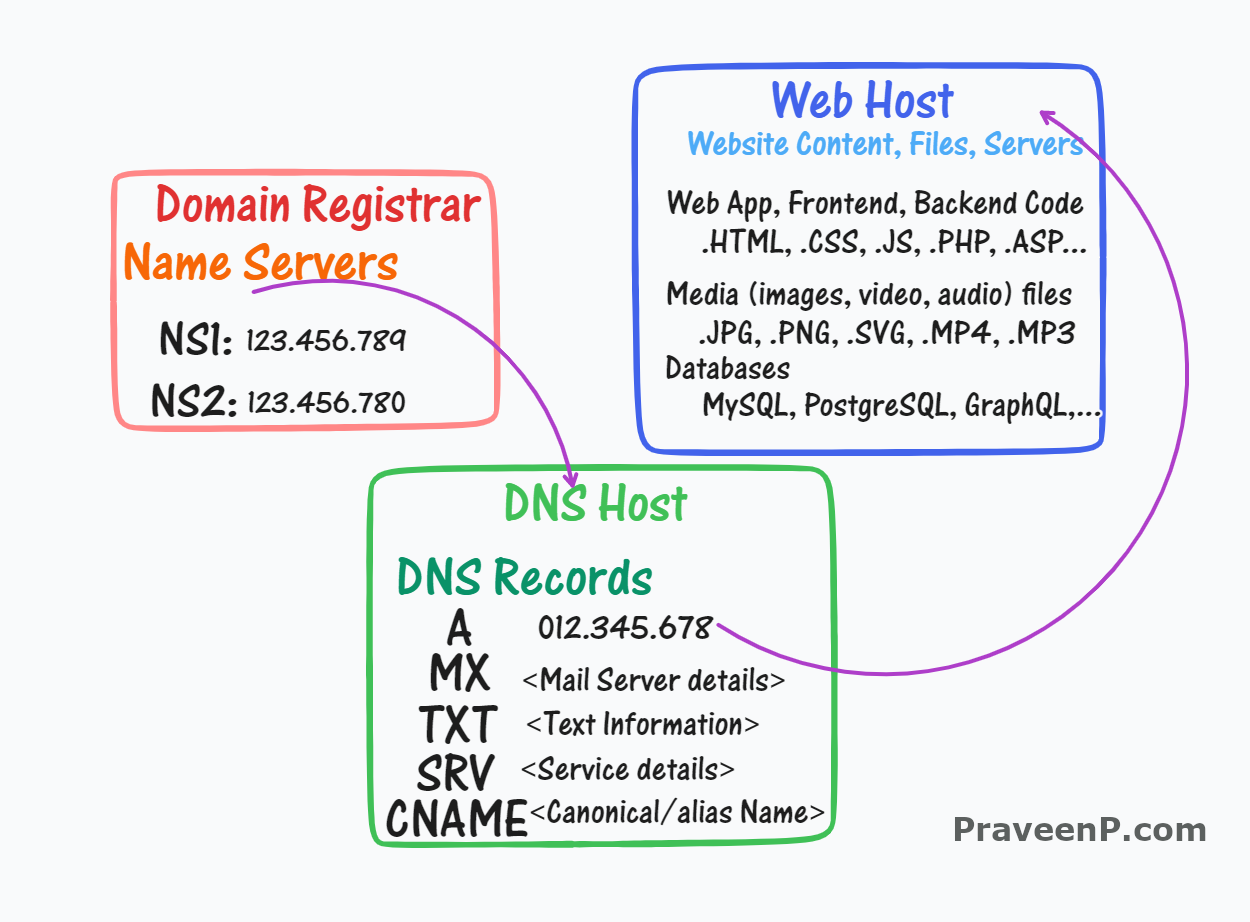 Domain Registrar
Name Servers
NS1: 123.456.789
NS2: 123.456.780
Web Host
Website Content, Files, Servers
Web App, Frontend, Backend Code
.HTML, .CSS, .JS, .PHP, .ASP...
Media (images, video, audio) files
.JPG, .PNG, .SVG, .MP4, .MP3
Databases
MySQL, PostgreSQL, GraphQL,...
DNS Host
DNS Records
A 012.345.678
MX <Mail Server details>
TXT <Text Information>
SRV <Service details>
CNAME <Canonical/alias Name>
PraveenP.com